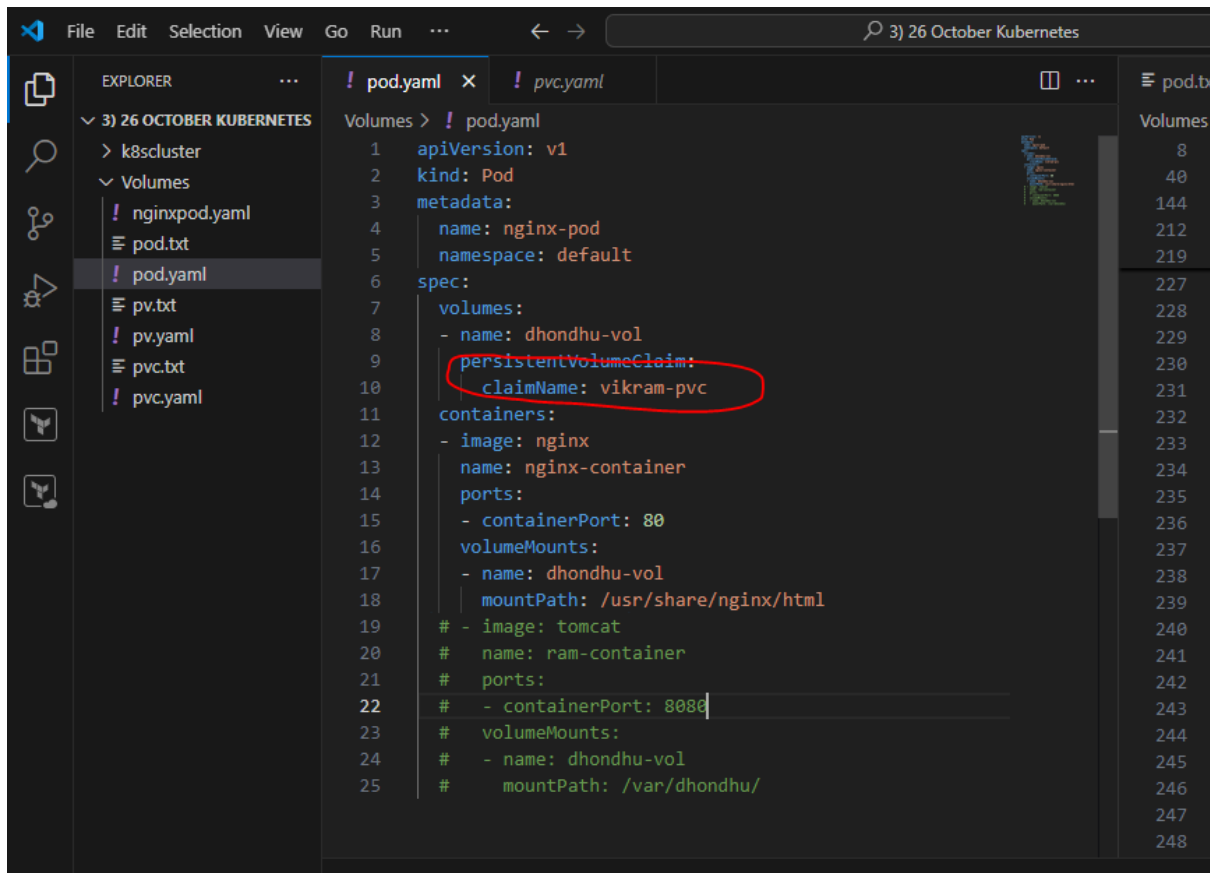 File Edit Selection View Go Run ··· ← → 3) 26 October Kubernetes
EXPLORER ···
3) 26 OCTOBER KUBERNETES
k8scluster
Volumes
! nginxpod.yaml
pod.txt
! pod.yaml
pv.txt
! pv.yaml
pvc.txt
! pvc.yaml
! pod.yaml × ! pvc.yaml ···
Volumes > ! pod.yaml
1 apiVersion: v1
2 kind: Pod
3 metadata:
4   name: nginx-pod
5   namespace: default
6 spec:
7   volumes:
8   - name: dhondhu-vol
9     persistentVolumeClaim:
10       claimName: vikram-pvc
11   containers:
12   - image: nginx
13     name: nginx-container
14     ports:
15     - containerPort: 80
16     volumeMounts:
17     - name: dhondhu-vol
18       mountPath: /usr/share/nginx/html
19   # - image: tomcat
20   #   name: ram-container
21   #   ports:
22   #   - containerPort: 8080
23   #   volumeMounts:
24   #   - name: dhondhu-vol
25   #     mountPath: /var/dhondhu/
Volumes
8
40
144
212
219
227
228
229
230
231
232
233
234
235
236
237
238
239
240
241
242
243
244
245
246
247
248